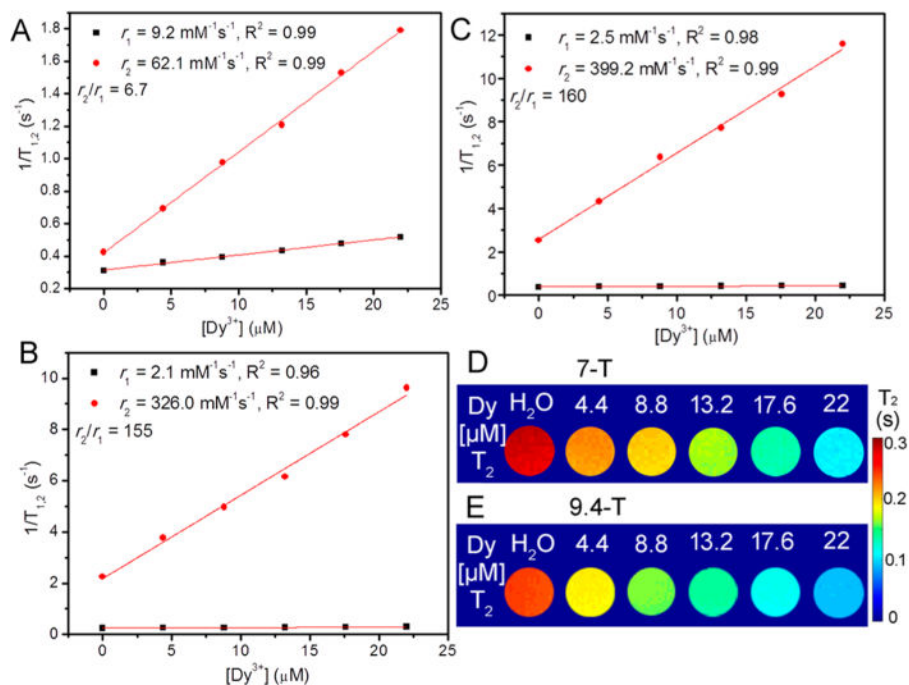 A
r₁ = 9.2 mM⁻¹s⁻¹, R² = 0.99
r₂ = 62.1 mM⁻¹s⁻¹, R² = 0.99
r₂/r₁ = 6.7
1.8
1.6
1.4
1.2
1.0
0.8
0.6
0.4
0.2
1/T₁,₂ (s⁻¹)
0 5 10 15 20 25
[Dy³⁺] (μM)
B
r₁ = 2.1 mM⁻¹s⁻¹, R² = 0.96
r₂ = 326.0 mM⁻¹s⁻¹, R² = 0.99
r₂/r₁ = 155
10
8
6
4
2
0
1/T₁,₂ (s⁻¹)
0 5 10 15 20 25
[Dy³⁺] (μM)
C
r₁ = 2.5 mM⁻¹s⁻¹, R² = 0.98
r₂ = 399.2 mM⁻¹s⁻¹, R² = 0.99
r₂/r₁ = 160
12
10
8
6
4
2
0
1/T₁,₂ (s⁻¹)
0 5 10 15 20 25
[Dy³⁺] (μM)
D 7-T
Dy H₂O 4.4 8.8 13.2 17.6 22
[μM]
T₂
E 9.4-T
Dy H₂O 4.4 8.8 13.2 17.6 22
[μM]
T₂
T₂
(s)
0.3
0.2
0.1
0